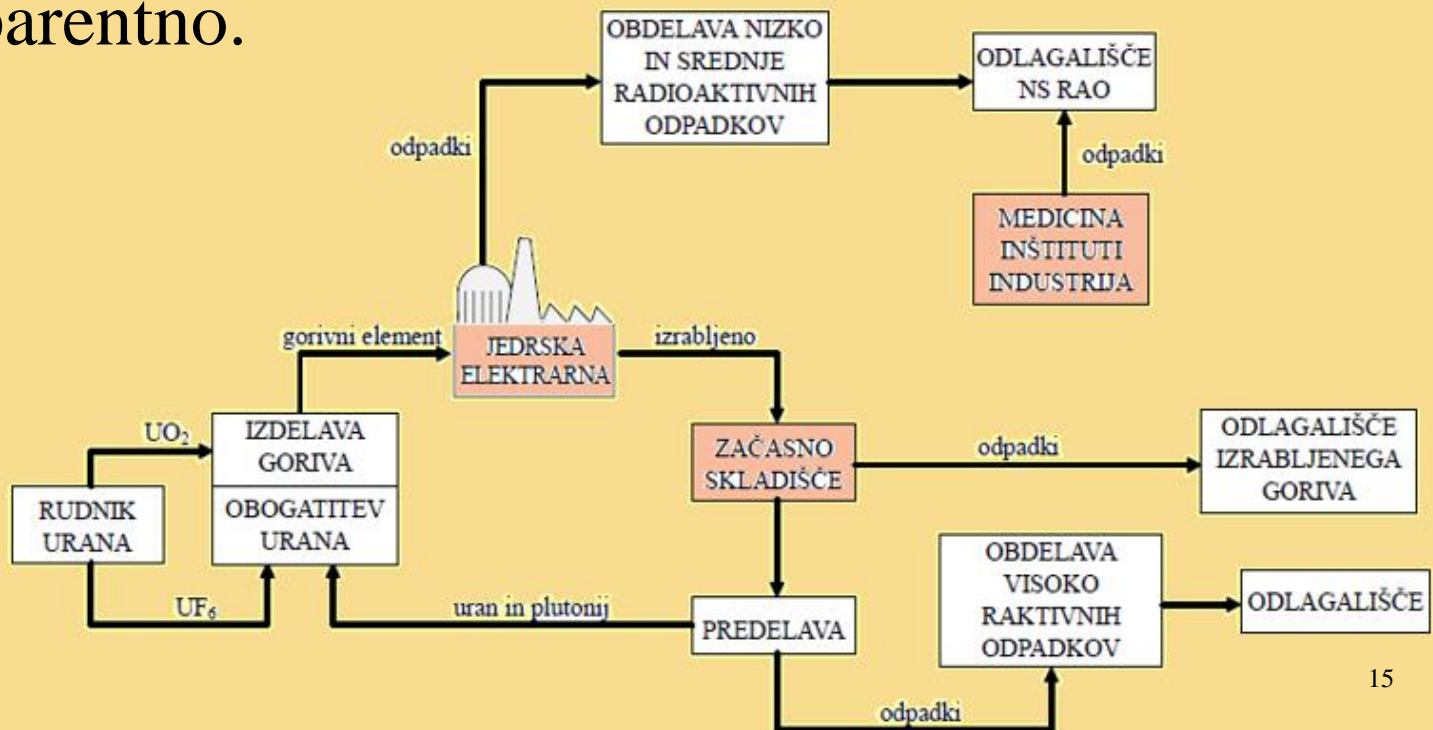 parentno.
OBDELAVA NIZKO
IN SREDNJE
RADIOAKTIVNIH
ODPADKOV
ODLAGALIŠČE
NS RAO
odpadki
odpadki
MEDICINA
INŠTITUTI
INDUSTRIJA
gorivni element
JEDRSKA
ELEKTRARNA
izrabljeno
UO₂
IZDELAVA
GORIVA
OBOGATITEV
URANA
RUDNIK
URANA
UF₆
ZAČASNO
SKLADIŠČE
odpadki
ODLAGALIŠČE
IZRABLJENEGA
GORIVA
uran in plutonij
PREDELAVA
OBDELAVA
VISOKO
RAKTIVNIH
ODPADKOV
ODLAGALIŠČE
odpadki
15